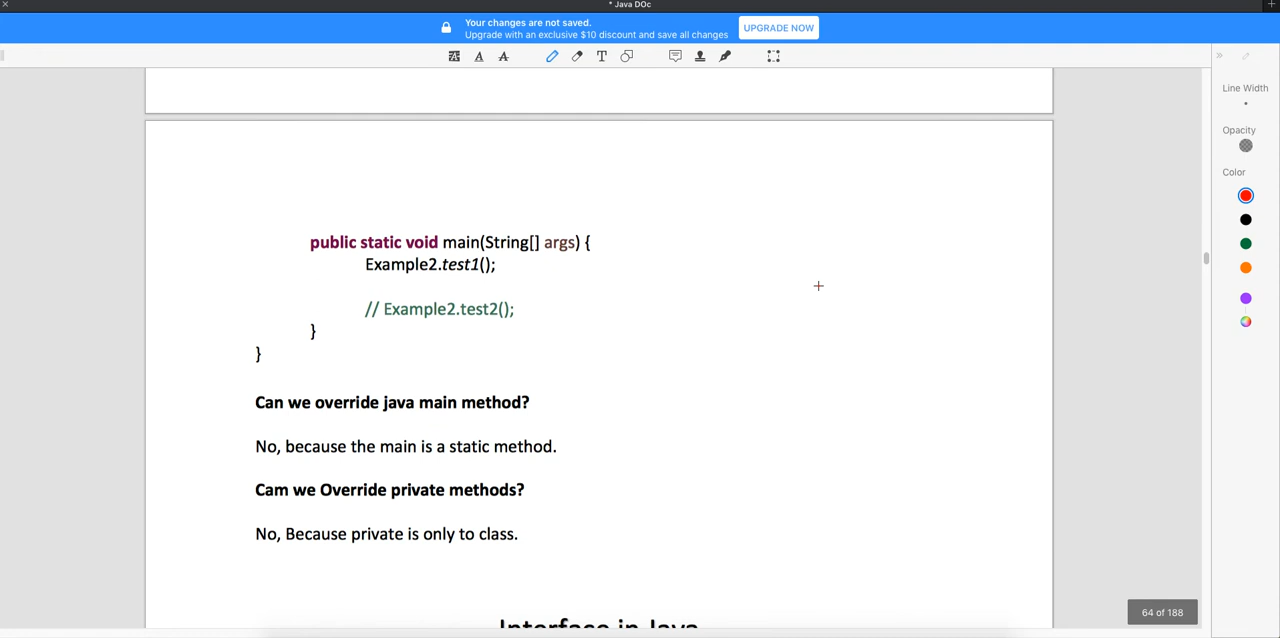 * Java DOc
Your changes are not saved.
Upgrade with an exclusive $10 discount and save all changes
UPGRADE NOW
Line Width
Opacity
Color
public static void main(String[] args) {
Example2.test1();
// Example2.test2();
}
}
Can we override java main method?
No, because the main is a static method.
Cam we Override private methods?
No, Because private is only to class.
Interface in Java
64 of 188